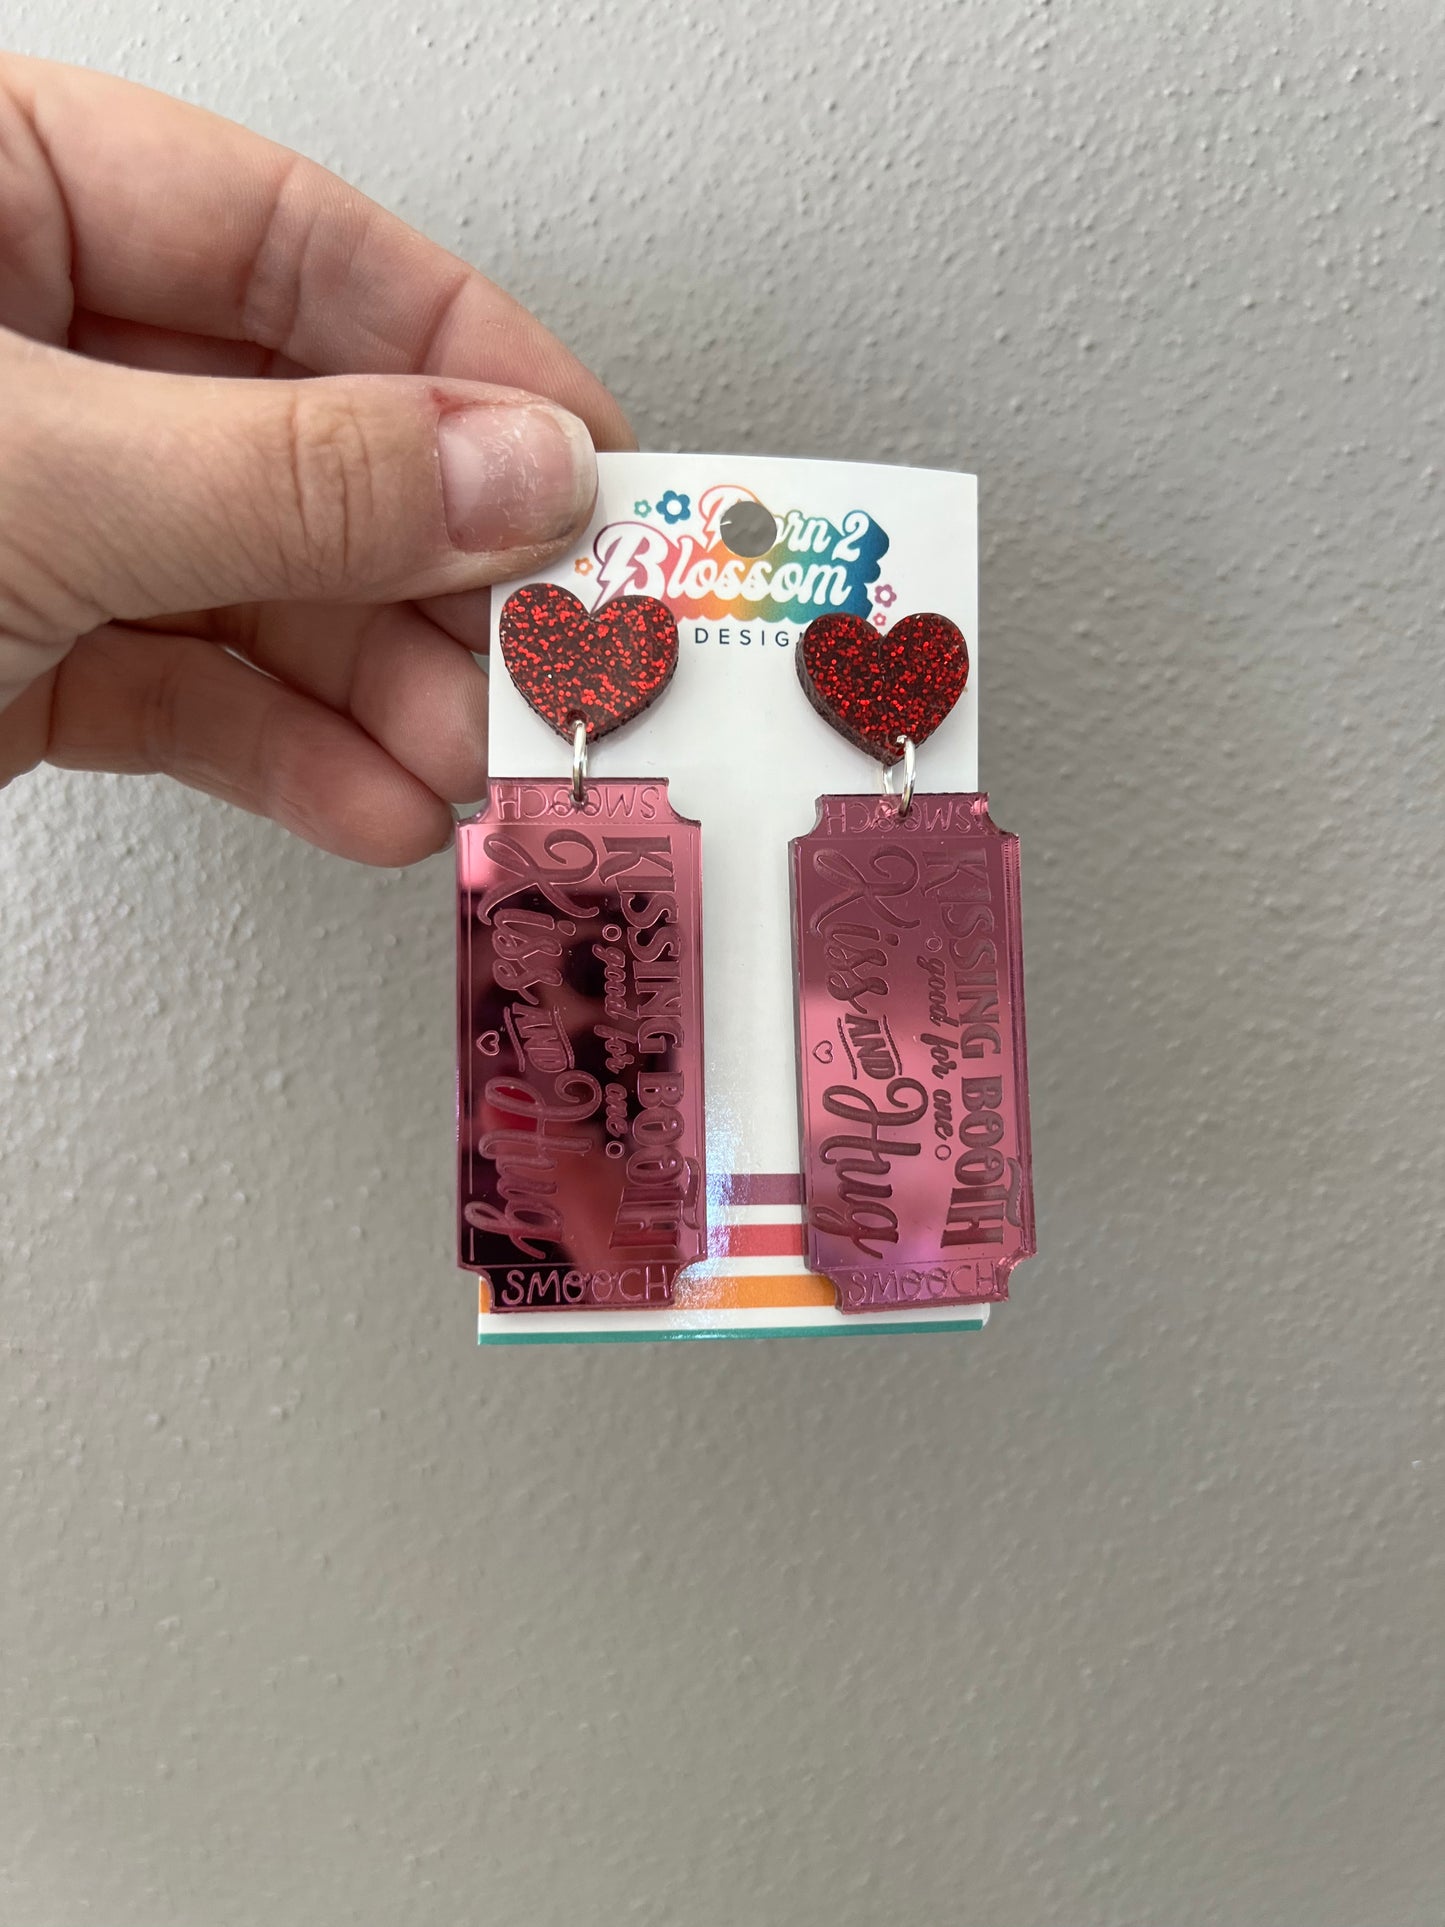 Born 2
Blossom
DESIGN
SMOOCH
KISSING BOOTH
good for one
Kiss AND Hug
SMOOCH
SMOOCH
KISSING BOOTH
good for one
Kiss AND Hug
SMOOCH